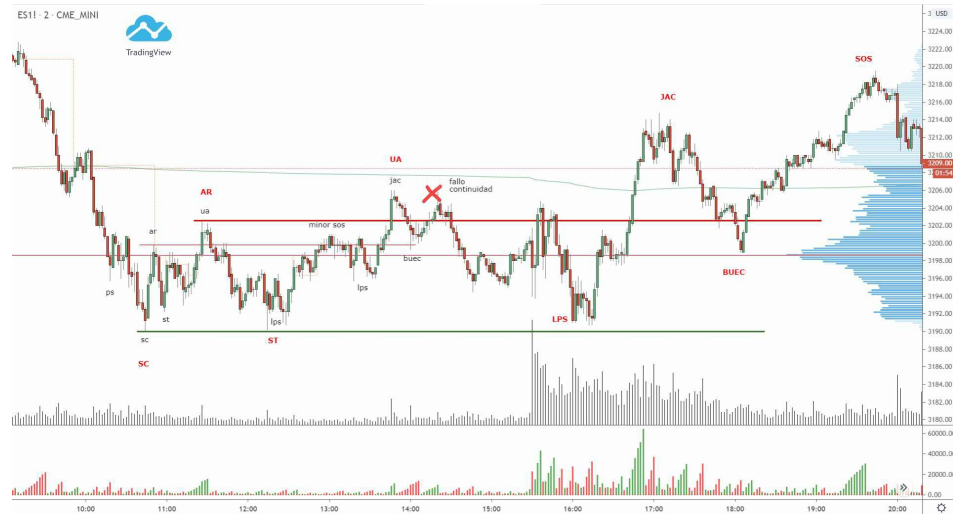 ES1! · 2 · CME_MINI
TradingView
USD
3224.00
3222.00
3220.00
3218.00
3216.00
3214.00
3212.00
3210.00
3209.00
01:54
3206.00
3204.00
3202.00
3200.00
3198.00
3196.00
3194.00
3192.00
3190.00
3188.00
3186.00
3184.00
3182.00
3180.00
SOS
JAC
UA
jac
fallo
continuidad
AR
ua
ar
minor sos
buec
lps
ps
st
lps
sc
SC
ST
LPS
BUEC
60000.00
40000.00
20000.00
0.00
10:00
11:00
12:00
13:00
14:00
15:00
16:00
17:00
18:00
19:00
20:00